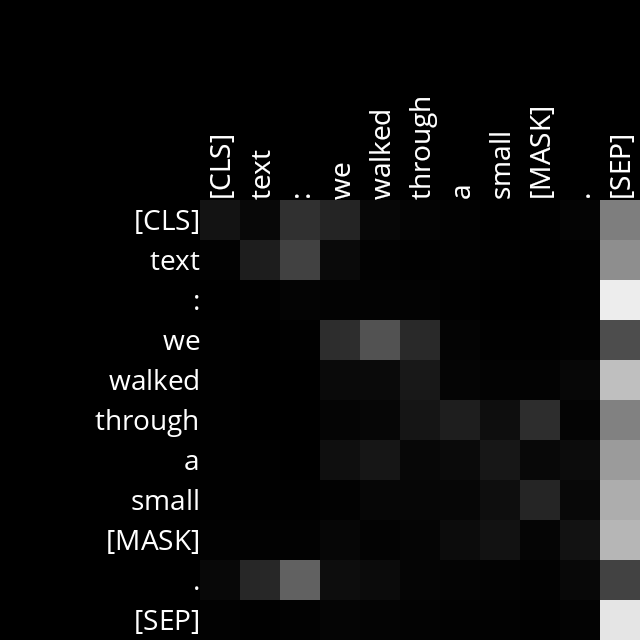 [CLS] text : we walked through a small [MASK] . [SEP]
[CLS]
text
:
we
walked
through
a
small
[MASK]
.
[SEP]